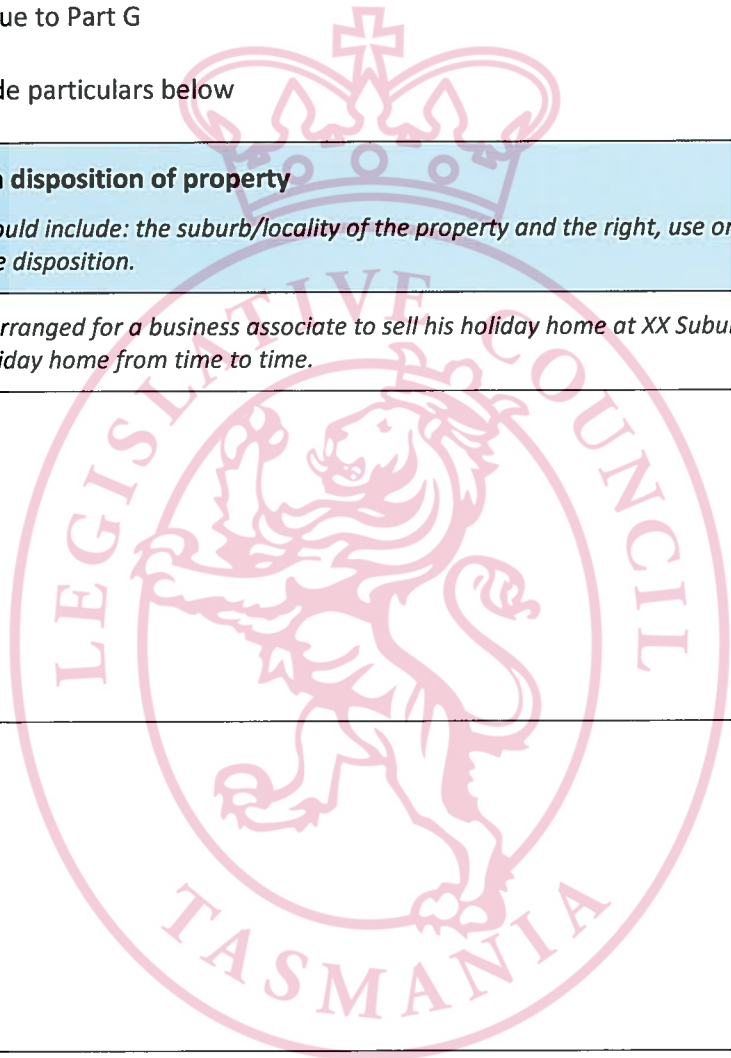 ue to Part G
de particulars below
n disposition of property
ould include: the suburb/locality of the property and the right, use or
e disposition.
rranged for a business associate to sell his holiday home at XX Subu
iday home from time to time.
LEGISLATIVE COUNCIL
TASMANIA